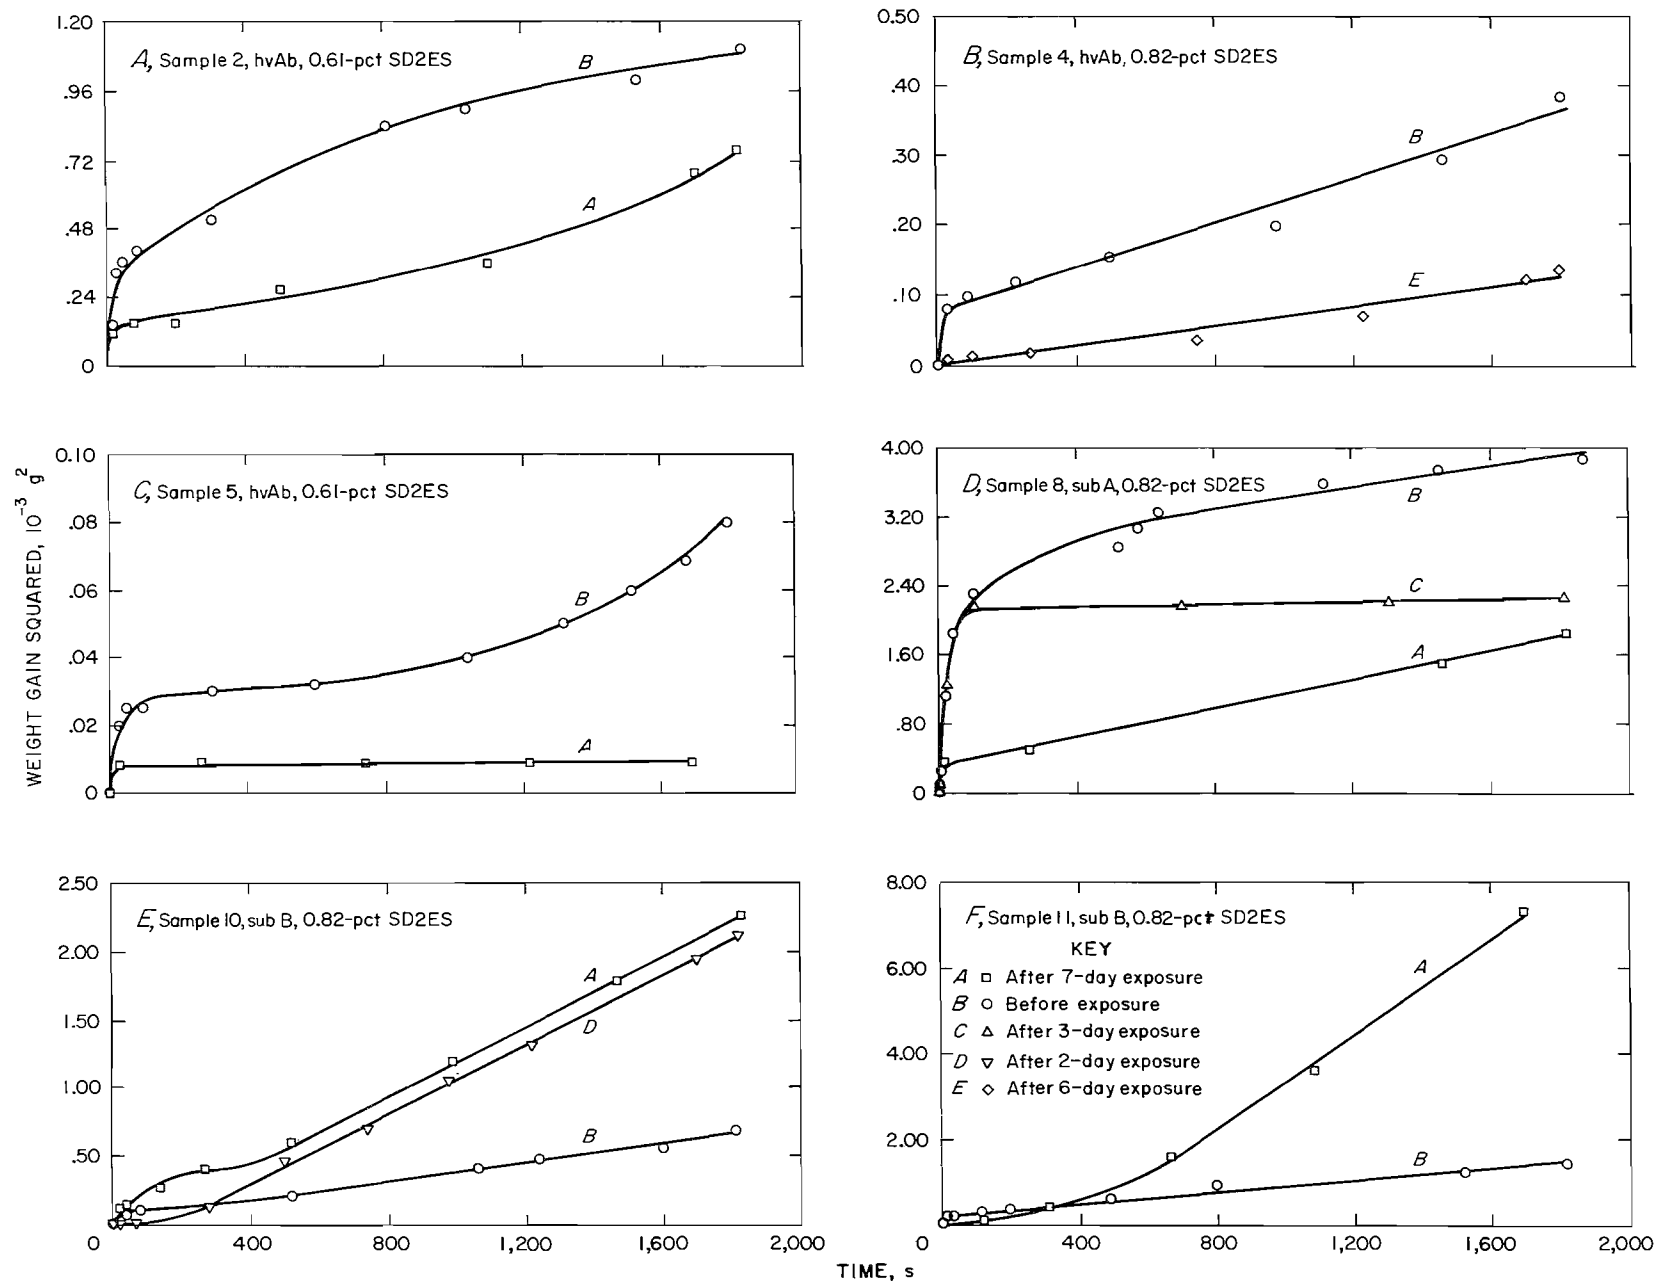 A, Sample 2, hvAb, 0.61-pct SD2ES
1.20
.96
.72
.48
.24
0
B
A
B, Sample 4, hvAb, 0.82-pct SD2ES
0.50
.40
.30
.20
.10
0
B
E
WEIGHT GAIN SQUARED, 10⁻³ g²
C, Sample 5, hvAb, 0.61-pct SD2ES
0.10
.08
.06
.04
.02
0
B
A
D, Sample 8, sub A, 0.82-pct SD2ES
4.00
3.20
2.40
1.60
.80
0
B
C
A
E, Sample 10, sub B, 0.82-pct SD2ES
2.50
2.00
1.50
1.00
.50
A
D
B
0 400 800 1,200 1,600 2,000
F, Sample 11, sub B, 0.82-pct SD2ES
KEY
A □ After 7-day exposure
B ○ Before exposure
C △ After 3-day exposure
D ▽ After 2-day exposure
E ◇ After 6-day exposure
8.00
6.00
4.00
2.00
A
B
0 400 800 1,200 1,600 2,000
TIME, s